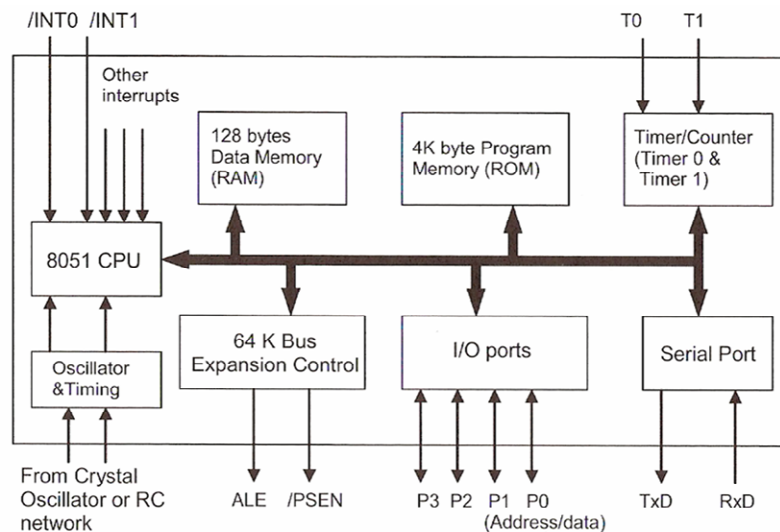 /INT0 /INT1
T0 T1
Other
interrupts
128 bytes
Data Memory
(RAM)
4K byte Program
Memory (ROM)
Timer/Counter
(Timer 0 &
Timer 1)
8051 CPU
64 K Bus
Expansion Control
I/O ports
Serial Port
Oscillator
&Timing
From Crystal
Oscillator or RC
network
ALE /PSEN
P3 P2 P1 P0
(Address/data)
TxD RxD